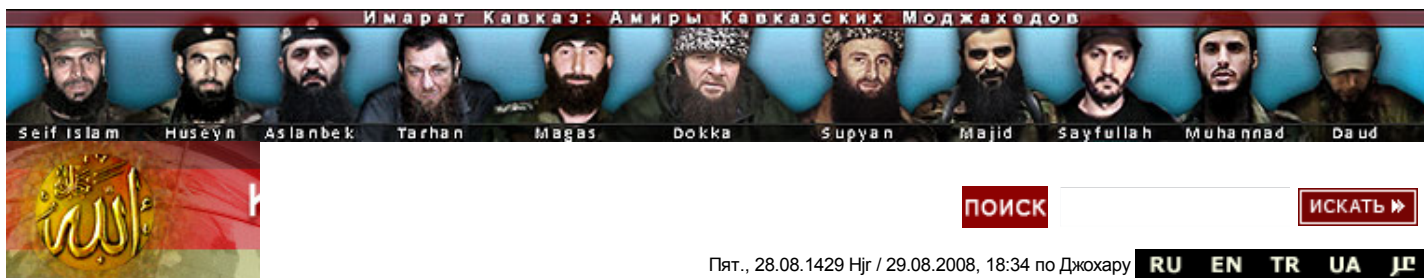 Имарат Кавказ: Амиры Кавказских Моджахедов
Seif Islam Huseyn Aslanbek Tarhan Magas Dokka Supyan Majid Sayfullah Muhannad Daud
الله
ПОИСК ИСКАТЬ
Пят., 28.08.1429 Hjr / 29.08.2008, 18:34 по Джохару RU EN TR UA